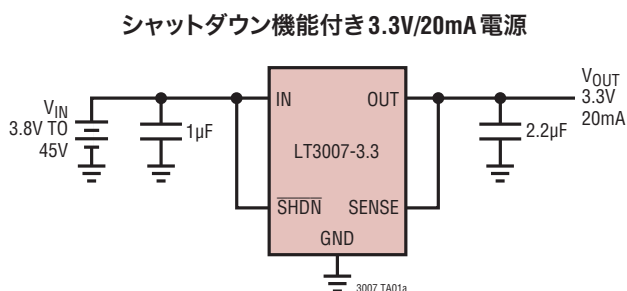 シャットダウン機能付き3.3V/20mA電源
VIN
3.8V TO
45V
1µF
IN
OUT
LT3007-3.3
SHDN
SENSE
GND
2.2µF
VOUT
3.3V
20mA
3007 TA01a